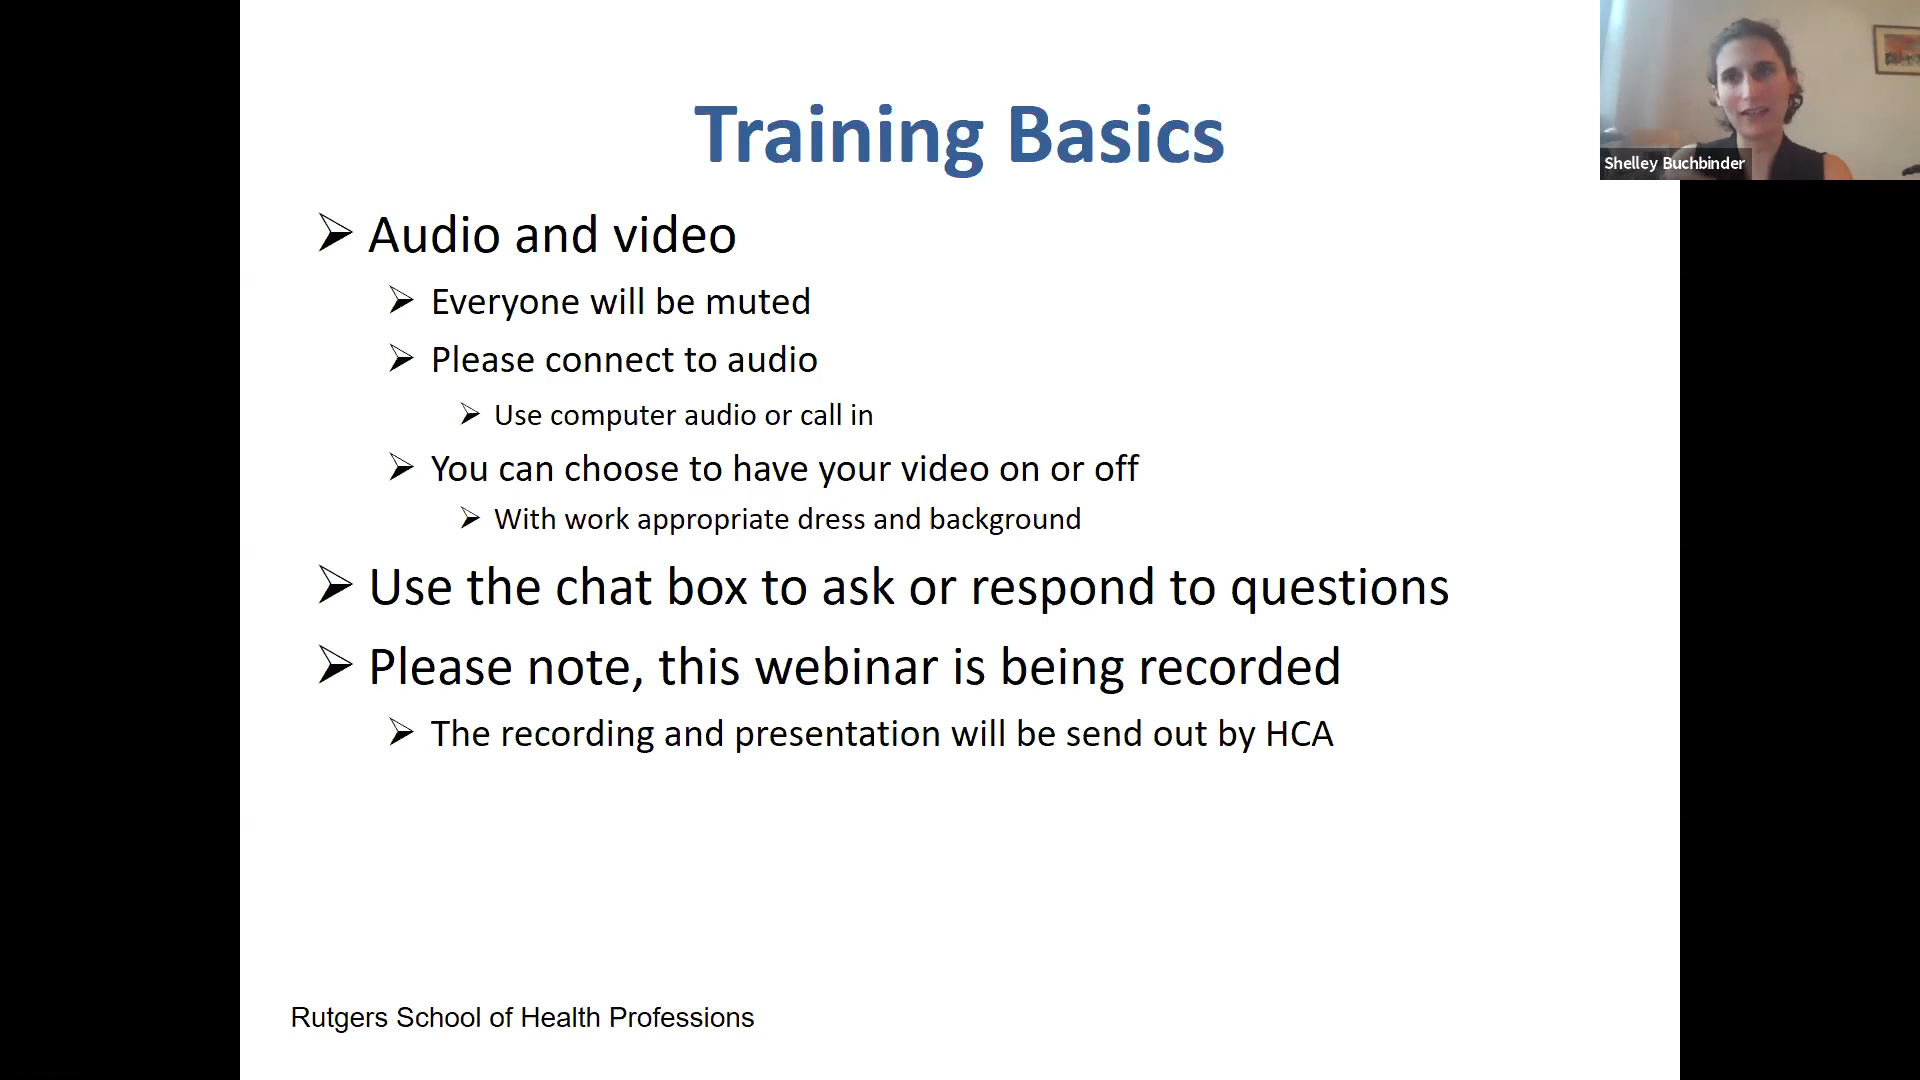 Training Basics
Shelley Buchbinder
Audio and video
Everyone will be muted
Please connect to audio
Use computer audio or call in
You can choose to have your video on or off
With work appropriate dress and background
Use the chat box to ask or respond to questions
Please note, this webinar is being recorded
The recording and presentation will be send out by HCA
Rutgers School of Health Professions